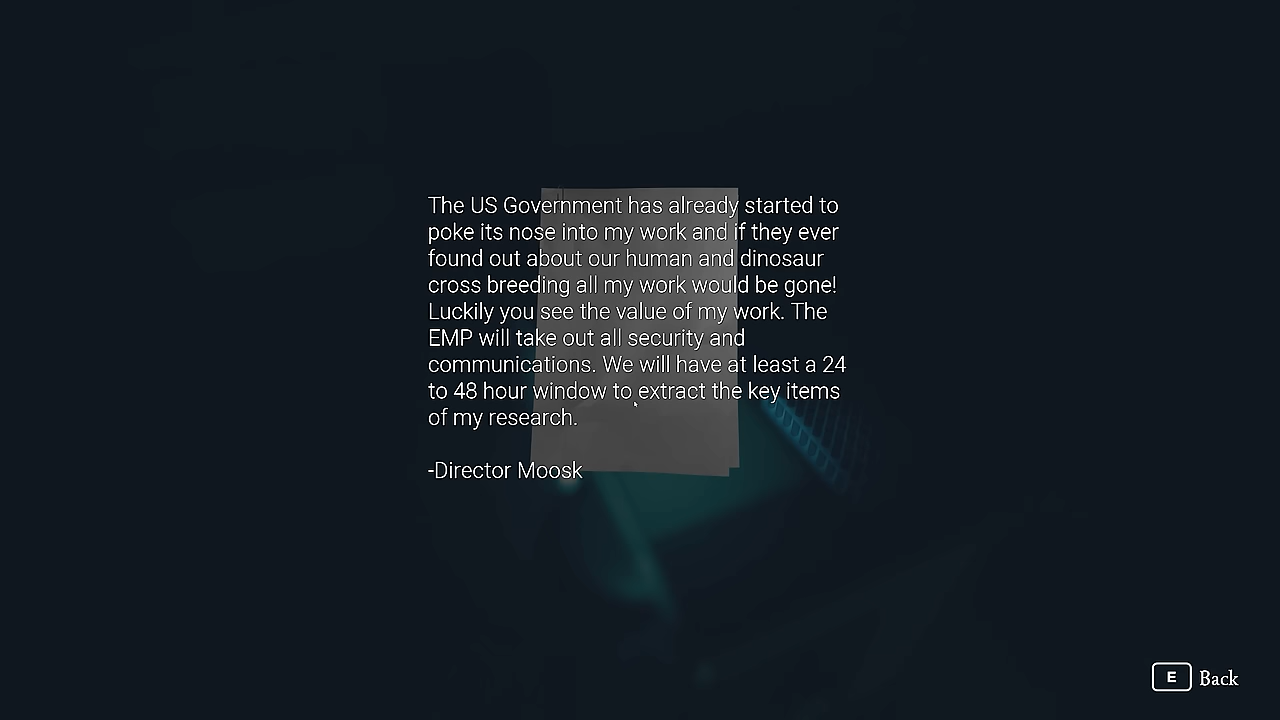 The US Government has already started to
poke its nose into my work and if they ever
found out about our human and dinosaur
cross breeding all my work would be gone!
Luckily you see the value of my work. The
EMP will take out all security and
communications. We will have at least a 24
to 48 hour window to extract the key items
of my research.
-Director Moosk
E Back